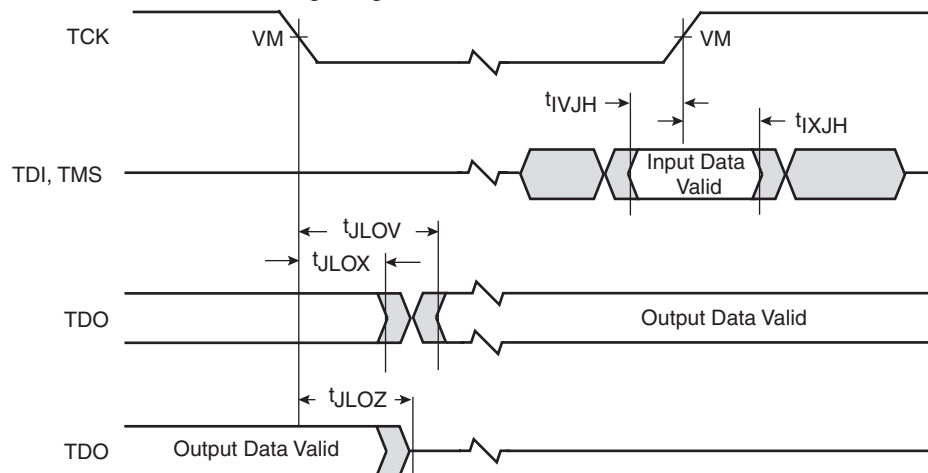 TCK
VM
VM
tIVJH
tIXJH
TDI, TMS
Input Data
Valid
tJLOV
tJLOX
TDO
Output Data Valid
tJLOZ
TDO
Output Data Valid